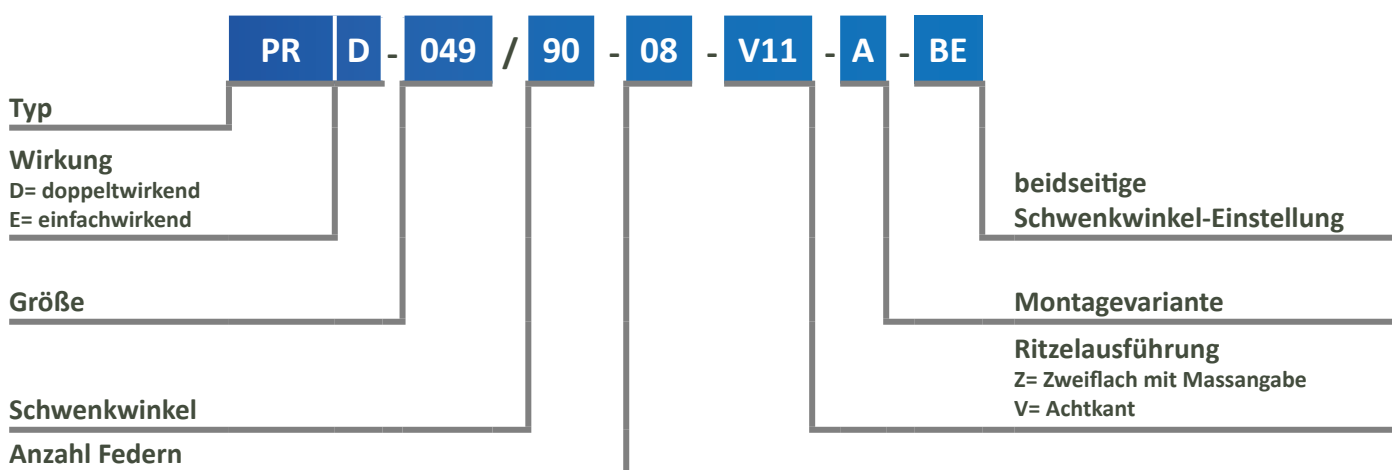 PR D - 049 / 90 - 08 - V11 - A - BE
Typ
Wirkung
D= doppeltwirkend
E= einfachwirkend
Größe
Schwenkwinkel
Anzahl Federn
beidseitige
Schwenkwinkel-Einstellung
Montagevariante
Ritzelausführung
Z= Zweiflach mit Massangabe
V= Achtkant